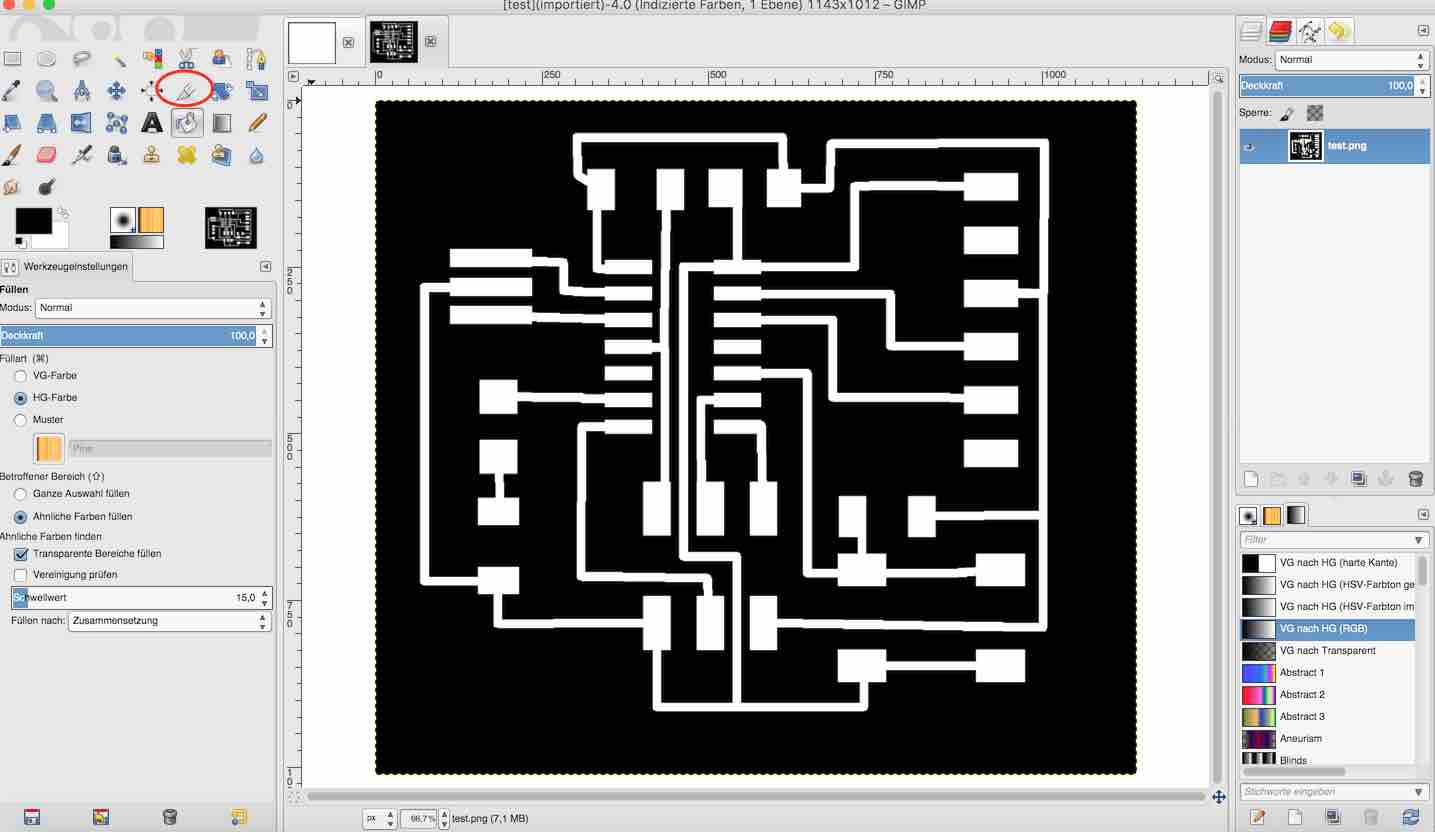 [test](importiert)-4.0 (Indizierte Farben, 1 Ebene) 1143x1012 – GIMP
0
250
500
750
1000
0
250
500
750
10
Werkzeugeinstellungen
Füllen
Modus: Normal
Deckkraft 100,0
Füllart (⌘)
VG-Farbe
HG-Farbe
Muster
Pine
Betroffener Bereich (⇧)
Ganze Auswahl füllen
Ähnliche Farben füllen
Ähnliche Farben finden
Transparente Bereiche füllen
Vereinigung prüfen
Schwellwert 15,0
Füllen nach: Zusammensetzung
px
66,7%
test.png (7,1 MB)
Modus: Normal
Deckkraft 100,0
Sperre:
test.png
Filter
VG nach HG (harte Kante)
VG nach HG (HSV-Farbton ge
VG nach HG (HSV-Farbton im
VG nach HG (RGB)
VG nach Transparent
Abstract 1
Abstract 2
Abstract 3
Aneurism
Blinds
Stichworte eingeben